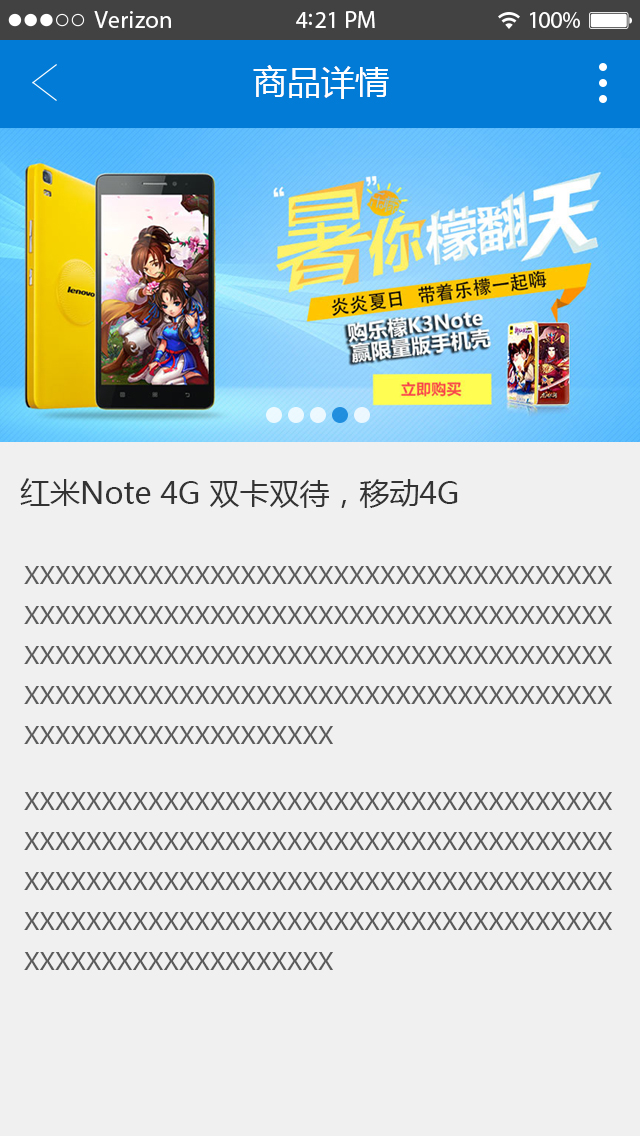 Verizon 4:21 PM 100%
商品详情
lenovo
“暑”你檬翻天
炎炎夏日 带着乐檬一起嗨
购乐檬K3Note
赢限量版手机壳
立即购买
红米Note 4G 双卡双待，移动4G
XXXXXXXXXXXXXXXXXXXXXXXXXXXXXXXXXXXXXX
XXXXXXXXXXXXXXXXXXXXXXXXXXXXXXXXXXXXXX
XXXXXXXXXXXXXXXXXXXXXXXXXXXXXXXXXXXXXX
XXXXXXXXXXXXXXXXXXXXXXXXXXXXXXXXXXXXXX
XXXXXXXXXXXXXXXXXXXX
XXXXXXXXXXXXXXXXXXXXXXXXXXXXXXXXXXXXXX
XXXXXXXXXXXXXXXXXXXXXXXXXXXXXXXXXXXXXX
XXXXXXXXXXXXXXXXXXXXXXXXXXXXXXXXXXXXXX
XXXXXXXXXXXXXXXXXXXXXXXXXXXXXXXXXXXXXX
XXXXXXXXXXXXXXXXXXXX